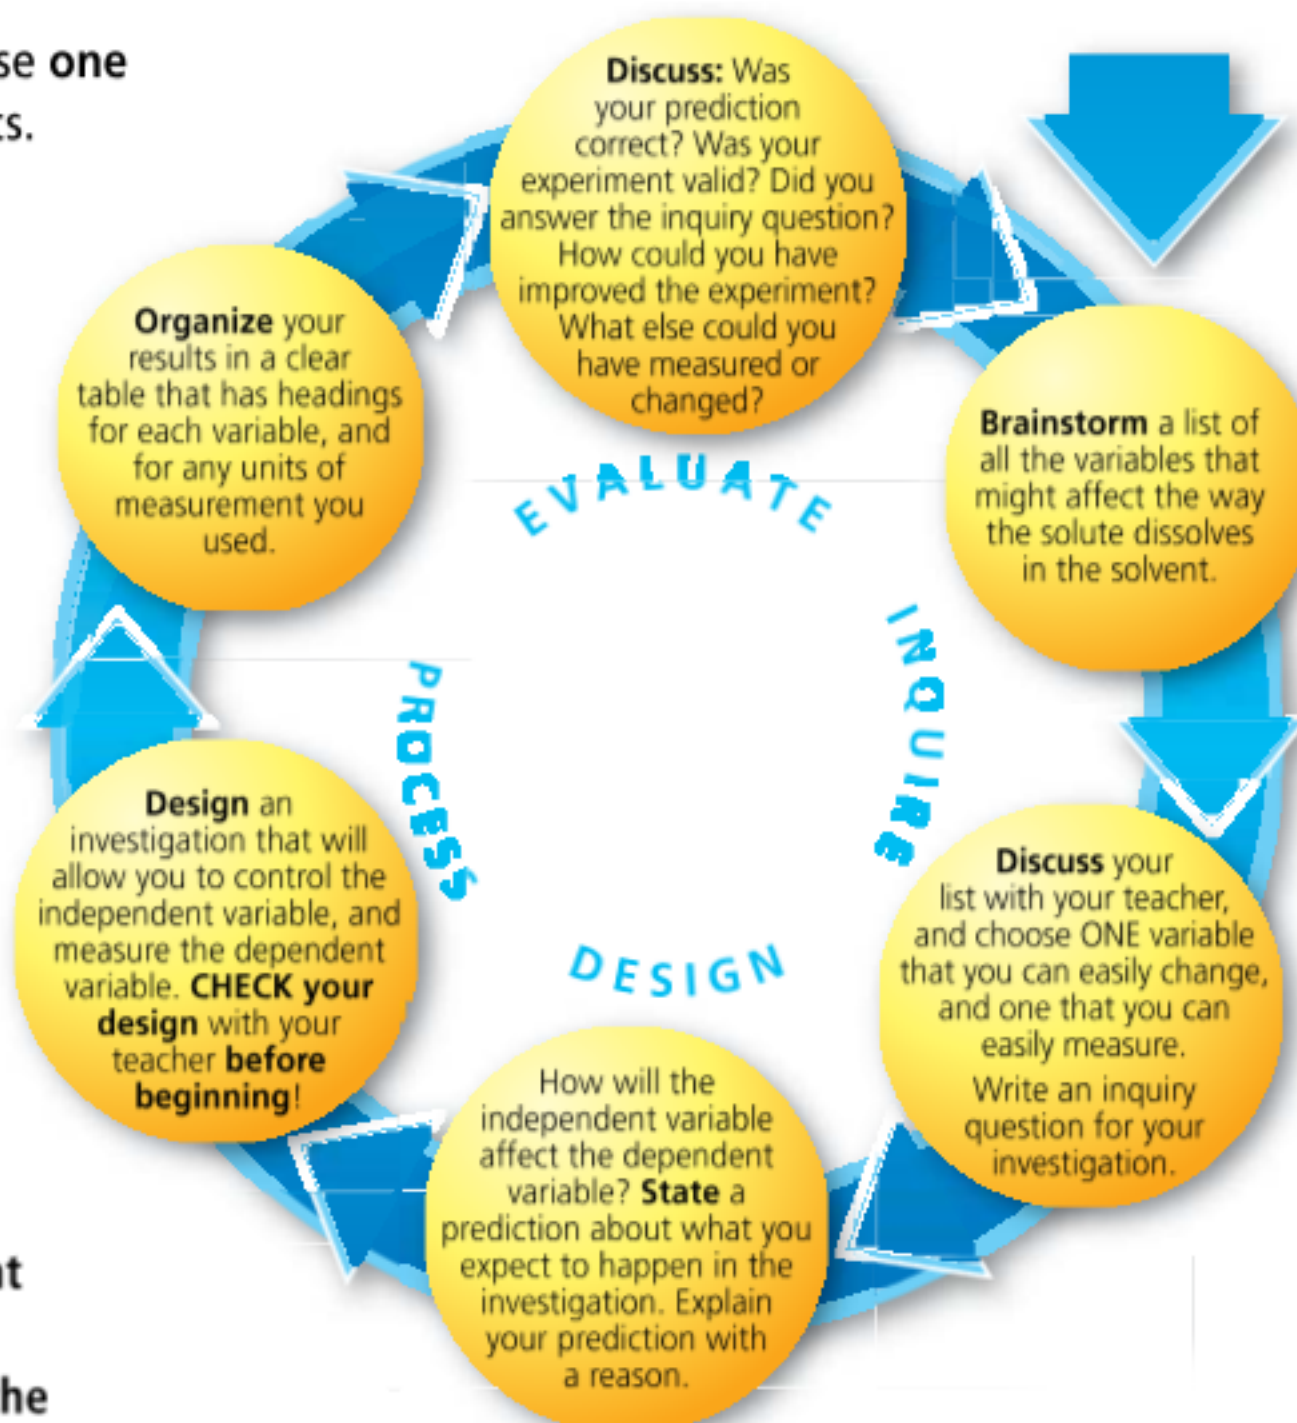 se one
ts.
Discuss: Was
your prediction
correct? Was your
experiment valid? Did you
answer the inquiry question?
How could you have
improved the experiment?
What else could you
have measured or
changed?
Brainstorm a list of
all the variables that
might affect the way
the solute dissolves
in the solvent.
Discuss your
list with your teacher,
and choose ONE variable
that you can easily change,
and one that you can
easily measure.
Write an inquiry
question for your
investigation.
How will the
independent variable
affect the dependent
variable? State a
prediction about what you
expect to happen in the
investigation. Explain
your prediction with
a reason.
Design an
investigation that will
allow you to control the
independent variable, and
measure the dependent
variable. CHECK your
design with your
teacher before
beginning!
Organize your
results in a clear
table that has headings
for each variable, and
for any units of
measurement you
used.
EVALUATE
INQUIRE
DESIGN
PROCESS
nt
he